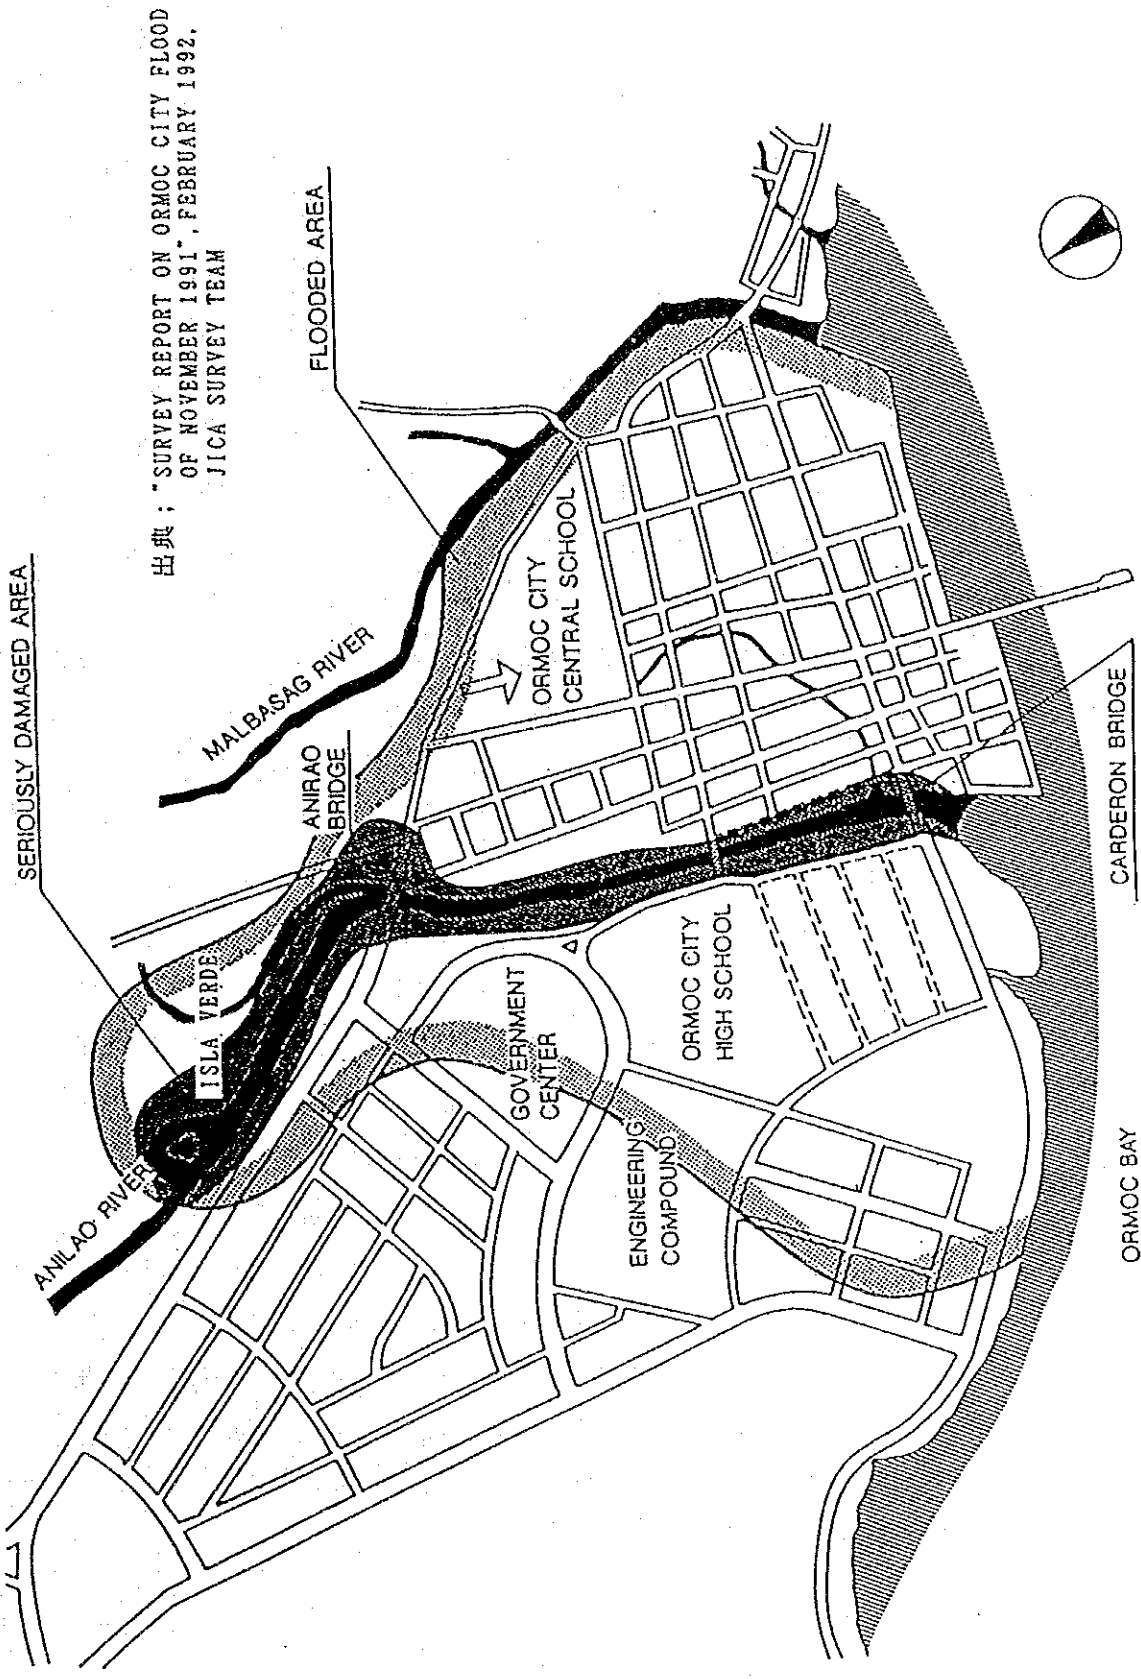 出典 ; "SURVEY REPORT ON ORMOC CITY FLOOD
OF NOVEMBER 1991", FEBRUARY 1992,
JICA SURVEY TEAM
SERIOUSLY DAMAGED AREA
FLOODED AREA
MALBASAG RIVER
ANIRAO
BRIDGE
ISLA VERDE
ANILAO RIVER
ORMOC CITY
CENTRAL SCHOOL
GOVERNMENT
CENTER
ORMOC CITY
HIGH SCHOOL
ENGINEERING
COMPOUND
CARDERON BRIDGE
ORMOC BAY